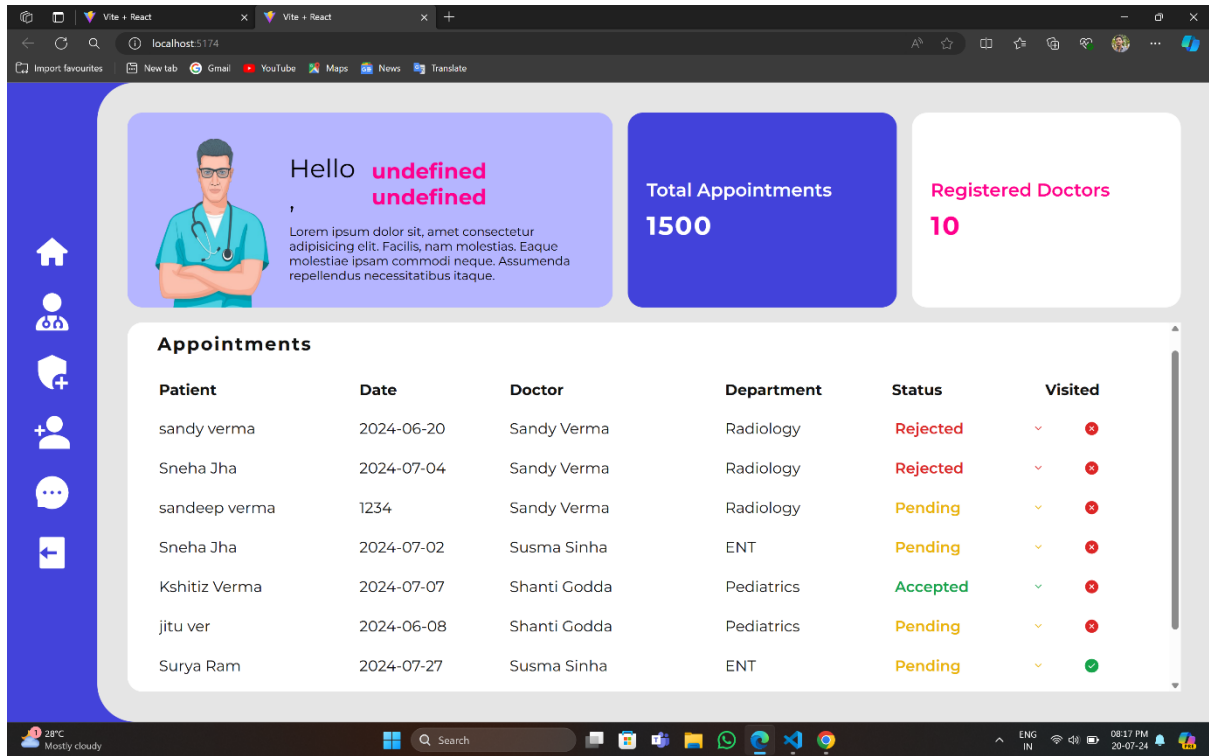 Vite + React
Vite + React
localhost:5174
Import favourites New tab Gmail YouTube Maps News Translate
Hello undefined
undefined
,
Lorem ipsum dolor sit, amet consectetur
adipisicing elit. Facilis, nam molestias. Eaque
molestiae ipsam commodi neque. Assumenda
repellendus necessitatibus itaque.
Total Appointments
1500
Registered Doctors
10
Appointments
Patient Date Doctor Department Status Visited
sandy verma 2024-06-20 Sandy Verma Radiology Rejected
Sneha Jha 2024-07-04 Sandy Verma Radiology Rejected
sandeep verma 1234 Sandy Verma Radiology Pending
Sneha Jha 2024-07-02 Susma Sinha ENT Pending
Kshitiz Verma 2024-07-07 Shanti Godda Pediatrics Accepted
jitu ver 2024-06-08 Shanti Godda Pediatrics Pending
Surya Ram 2024-07-27 Susma Sinha ENT Pending
1
28°C
Mostly cloudy
Search
ENG
IN
08:17 PM
20-07-24